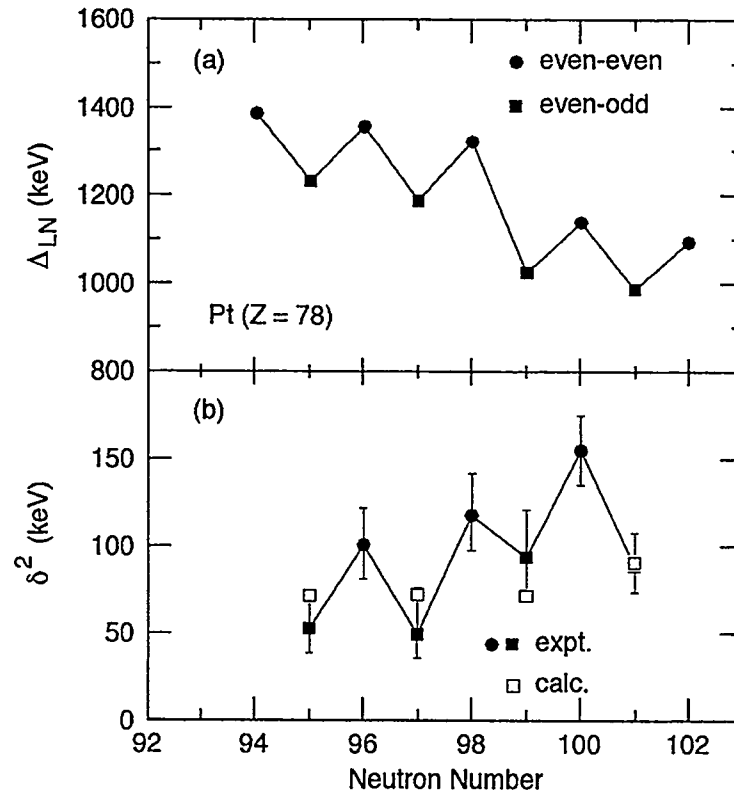 1600
(a)
● even-even
■ even-odd
1400
1200
1000
800
Δ_LN (keV)
Pt (Z = 78)
(b)
150
100
50
0
δ² (keV)
●■ expt.
□ calc.
92 94 96 98 100 102
Neutron Number